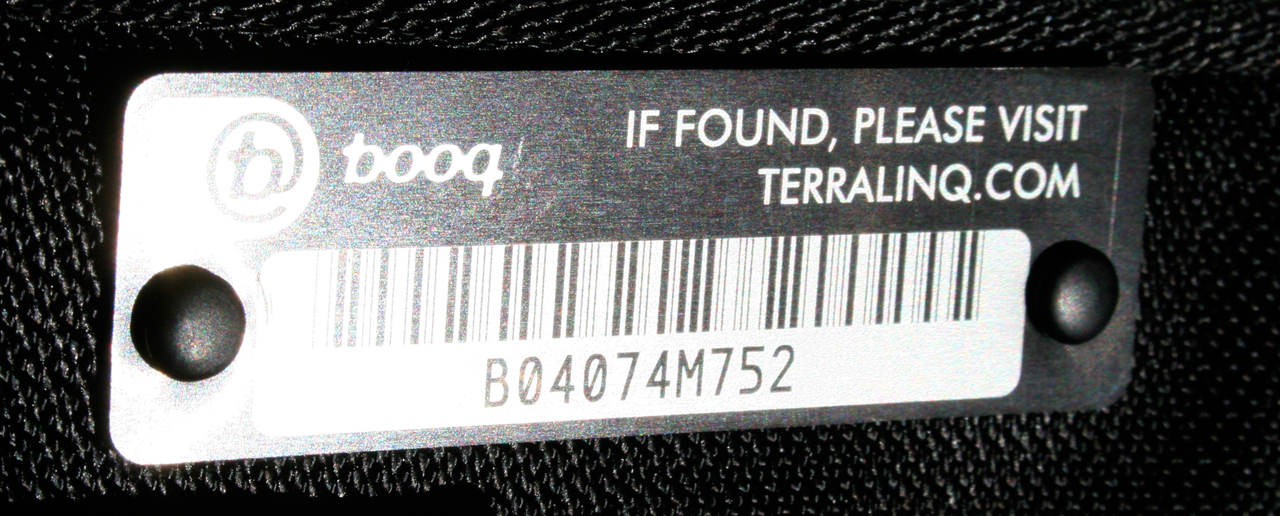 b booq
IF FOUND, PLEASE VISIT
TERRALINQ.COM
B04074M752